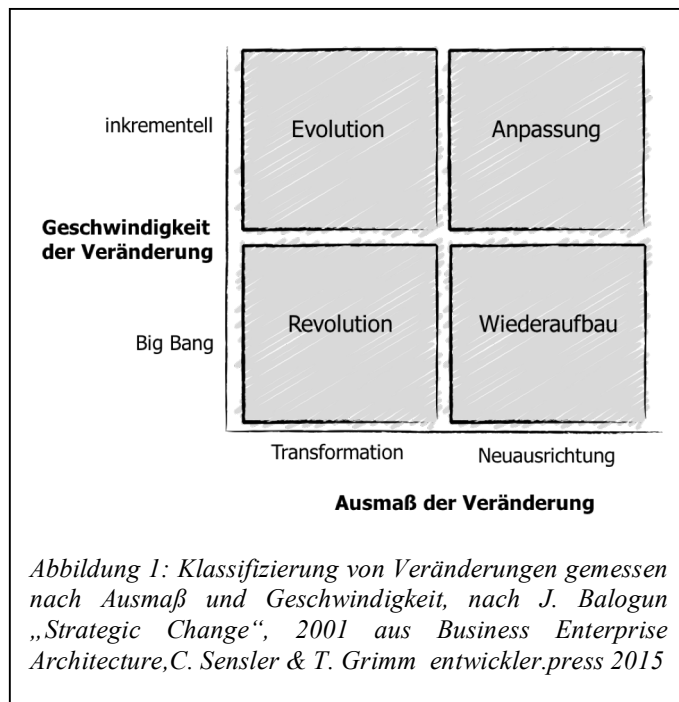 inkrementell
Evolution
Anpassung
Geschwindigkeit
der Veränderung
Revolution
Wiederaufbau
Big Bang
Transformation
Neuausrichtung
Ausmaß der Veränderung
Abbildung 1: Klassifizierung von Veränderungen gemessen
nach Ausmaß und Geschwindigkeit, nach J. Balogun
„Strategic Change“, 2001 aus Business Enterprise
Architecture,C. Sensler & T. Grimm entwickler.press 2015